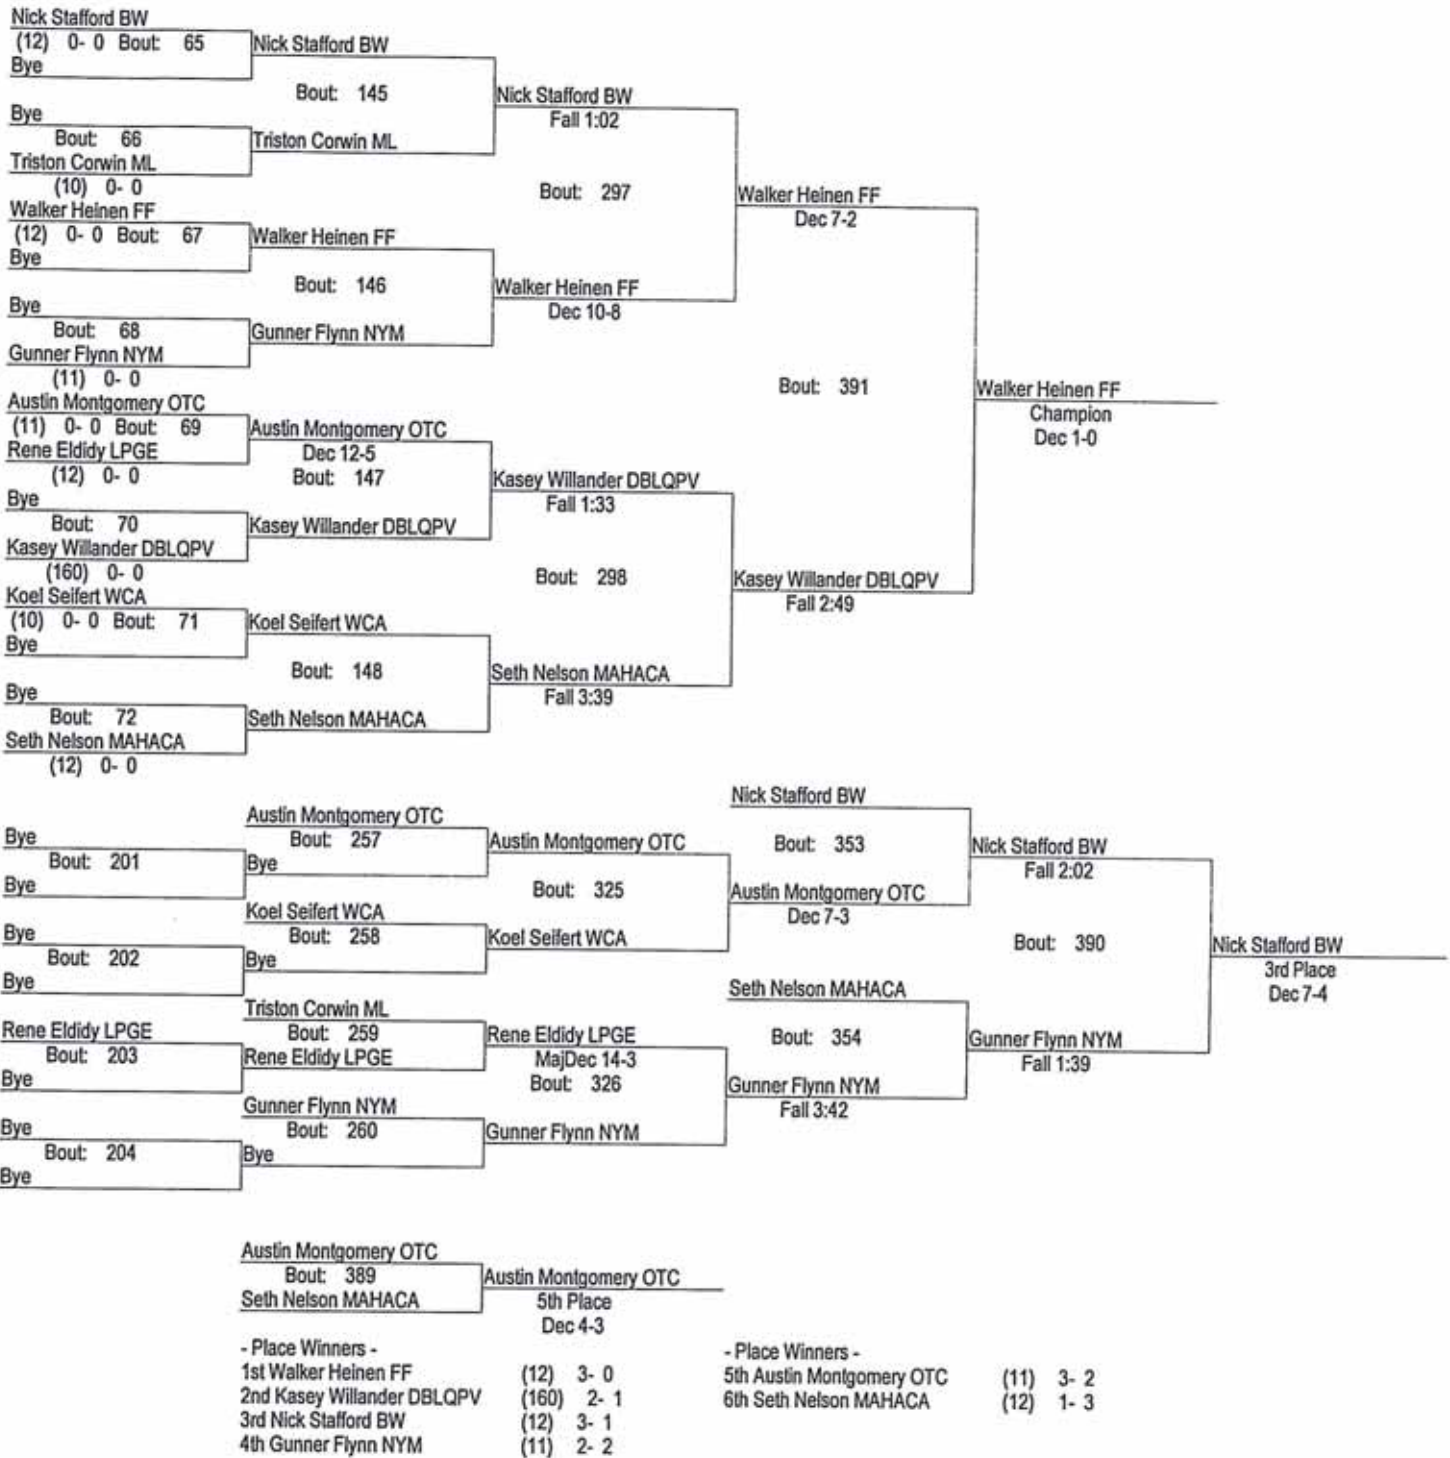 Nick Stafford BW
(12) 0- 0 Bout: 65
Bye
Nick Stafford BW
Bout: 145
Bye
Bout: 66
Triston Corwin ML
(10) 0- 0
Triston Corwin ML
Nick Stafford BW
Fall 1:02
Bout: 297
Walker Heinen FF
(12) 0- 0 Bout: 67
Bye
Walker Heinen FF
Bout: 146
Bye
Bout: 68
Gunner Flynn NYM
(11) 0- 0
Gunner Flynn NYM
Walker Heinen FF
Dec 10-8
Walker Heinen FF
Dec 7-2
Bout: 391
Walker Heinen FF
Champion
Dec 1-0
Austin Montgomery OTC
(11) 0- 0 Bout: 69
Rene Eldidy LPGE
(12) 0- 0
Austin Montgomery OTC
Dec 12-5
Bout: 147
Bye
Bout: 70
Kasey Willander DBLQPV
(160) 0- 0
Kasey Willander DBLQPV
Kasey Willander DBLQPV
Fall 1:33
Bout: 298
Kasey Willander DBLQPV
Fall 2:49
Koel Seifert WCA
(10) 0- 0 Bout: 71
Bye
Koel Seifert WCA
Bout: 148
Bye
Bout: 72
Seth Nelson MAHACA
(12) 0- 0
Seth Nelson MAHACA
Seth Nelson MAHACA
Fall 3:39
Bye
Bout: 201
Bye
Austin Montgomery OTC
Bout: 257
Bye
Austin Montgomery OTC
Bout: 325
Bye
Bout: 202
Bye
Koel Seifert WCA
Bout: 258
Bye
Koel Seifert WCA
Nick Stafford BW
Bout: 353
Austin Montgomery OTC
Dec 7-3
Nick Stafford BW
Fall 2:02
Bout: 390
Nick Stafford BW
3rd Place
Dec 7-4
Rene Eldidy LPGE
Bout: 203
Bye
Triston Corwin ML
Bout: 259
Rene Eldidy LPGE
Rene Eldidy LPGE
MajDec 14-3
Bout: 326
Bye
Bout: 204
Bye
Gunner Flynn NYM
Bout: 260
Bye
Gunner Flynn NYM
Seth Nelson MAHACA
Bout: 354
Gunner Flynn NYM
Fall 3:42
Gunner Flynn NYM
Fall 1:39
Austin Montgomery OTC
Bout: 389
Seth Nelson MAHACA
Austin Montgomery OTC
5th Place
Dec 4-3
- Place Winners -
1st Walker Heinen FF (12) 3- 0
2nd Kasey Willander DBLQPV (160) 2- 1
3rd Nick Stafford BW (12) 3- 1
4th Gunner Flynn NYM (11) 2- 2
- Place Winners -
5th Austin Montgomery OTC (11) 3- 2
6th Seth Nelson MAHACA (12) 1- 3